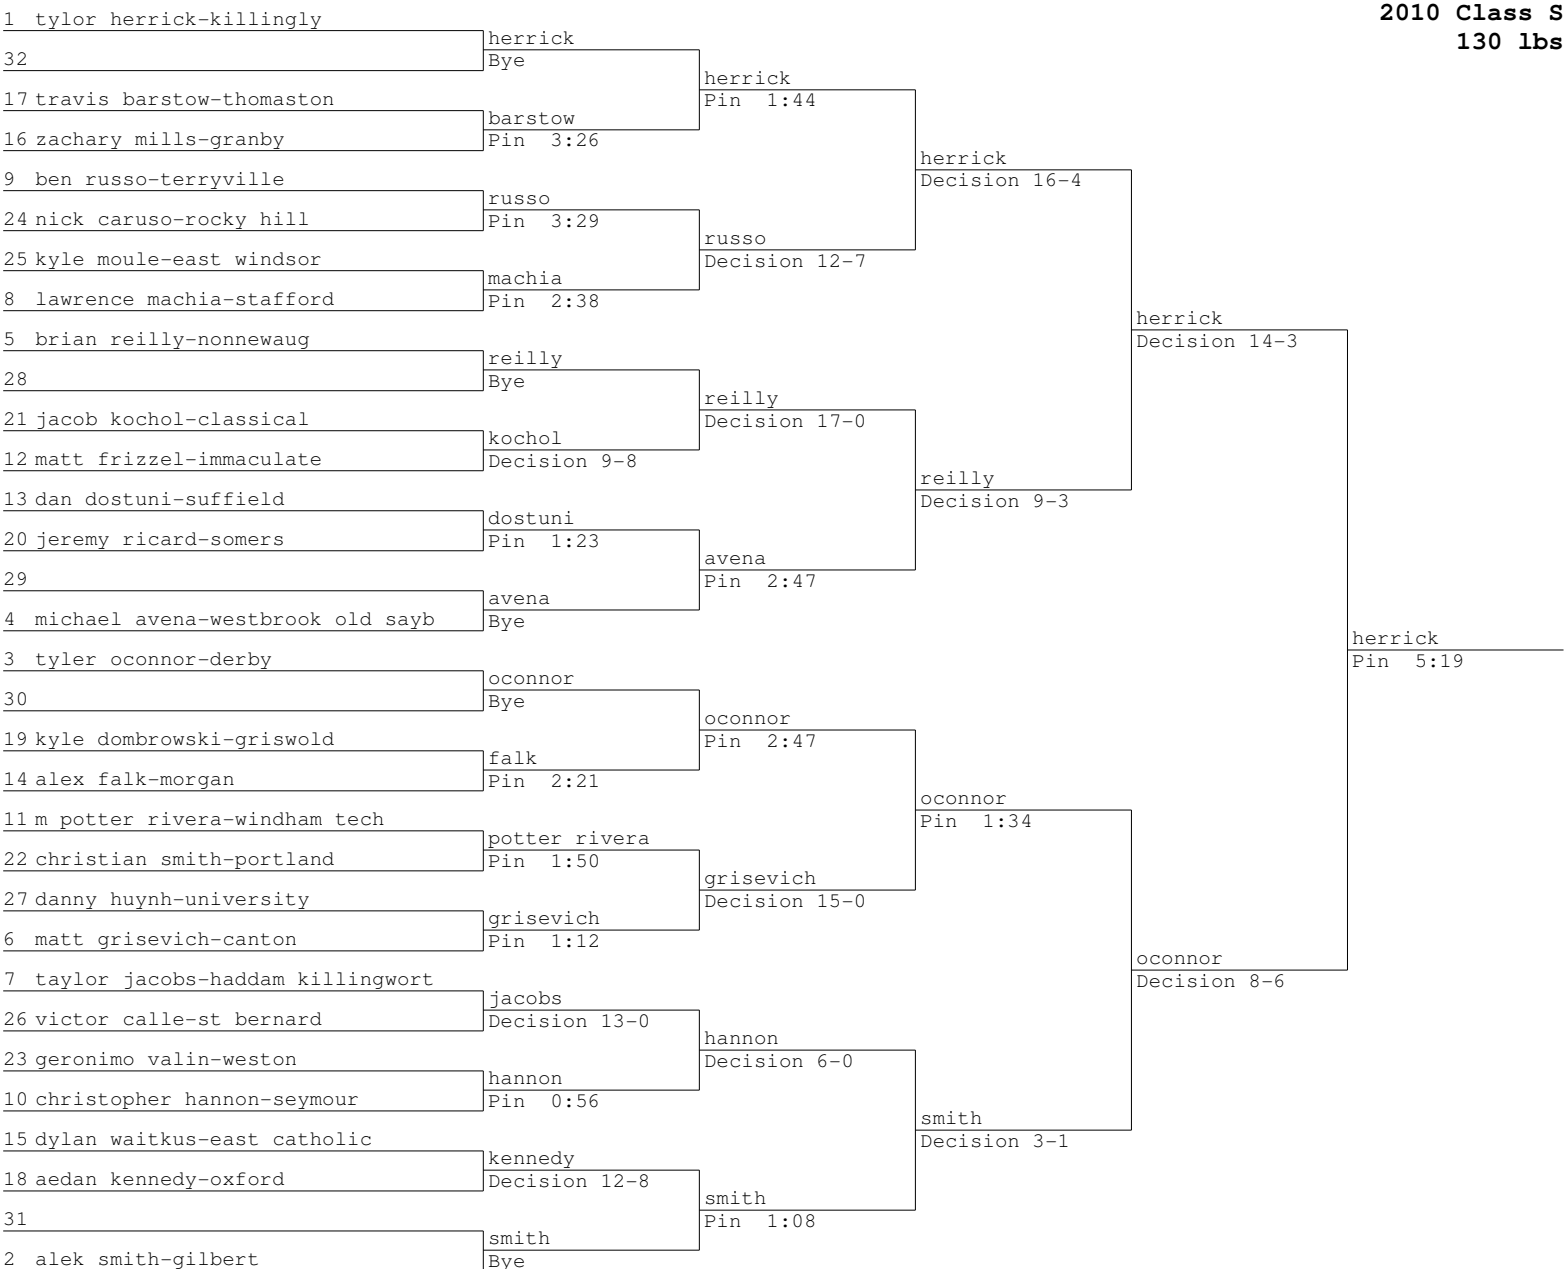 2010 Class S
130 lbs
1 tylor herrick-killingly
32
17 travis barstow-thomaston
16 zachary mills-granby
9 ben russo-terryville
24 nick caruso-rocky hill
25 kyle moule-east windsor
8 lawrence machia-stafford
5 brian reilly-nonnewaug
28
21 jacob kochol-classical
12 matt frizzel-immaculate
13 dan dostuni-suffield
20 jeremy ricard-somers
29
4 michael avena-westbrook old sayb
3 tyler oconnor-derby
30
19 kyle dombrowski-griswold
14 alex falk-morgan
11 m potter rivera-windham tech
22 christian smith-portland
27 danny huynh-university
6 matt grisevich-canton
7 taylor jacobs-haddam killingwort
26 victor calle-st bernard
23 geronimo valin-weston
10 christopher hannon-seymour
15 dylan waitkus-east catholic
18 aedan kennedy-oxford
31
2 alek smith-gilbert
herrick
Bye
barstow
Pin 3:26
russo
Pin 3:29
machia
Pin 2:38
reilly
Bye
kochol
Decision 9-8
dostuni
Pin 1:23
avena
Bye
oconnor
Bye
falk
Pin 2:21
potter rivera
Pin 1:50
grisevich
Pin 1:12
jacobs
Decision 13-0
hannon
Pin 0:56
kennedy
Decision 12-8
smith
Bye
herrick
Pin 1:44
russo
Decision 12-7
reilly
Decision 17-0
avena
Pin 2:47
oconnor
Pin 2:47
grisevich
Decision 15-0
hannon
Decision 6-0
smith
Pin 1:08
herrick
Decision 16-4
reilly
Decision 9-3
oconnor
Pin 1:34
smith
Decision 3-1
herrick
Decision 14-3
oconnor
Decision 8-6
herrick
Pin 5:19